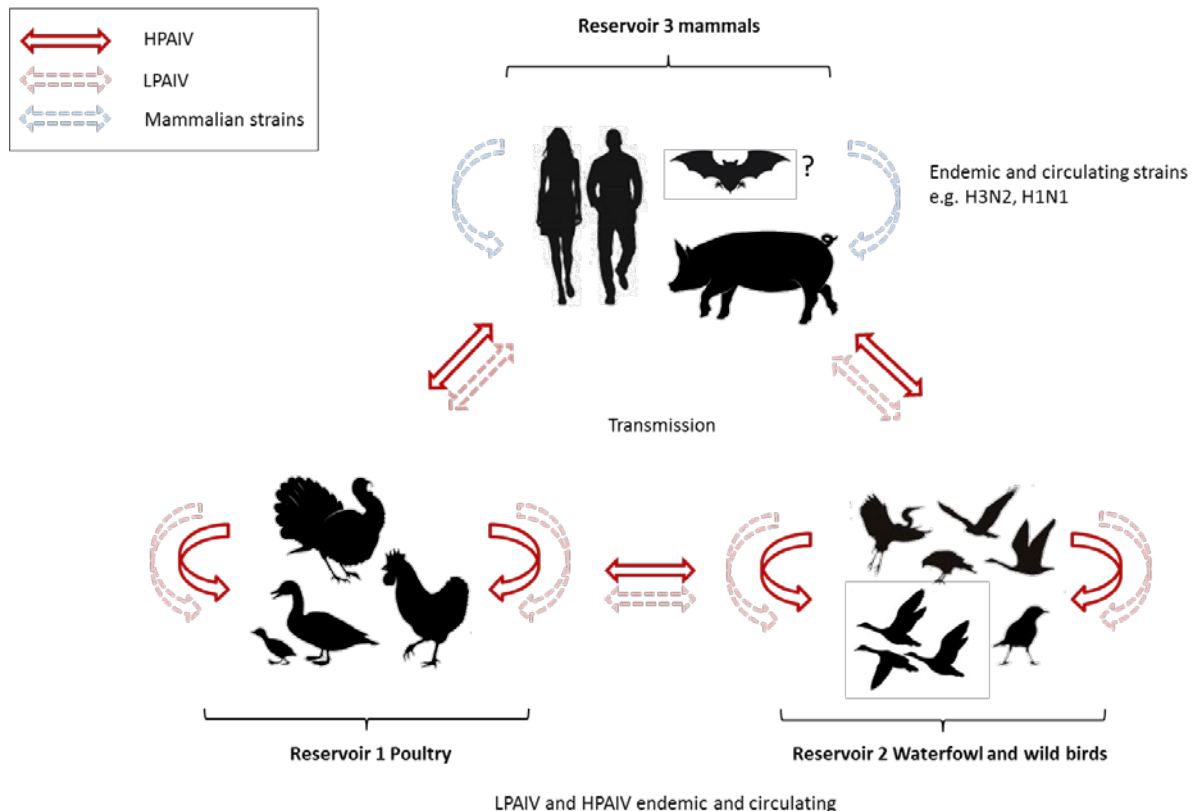 Reservoir 3 mammals
HPAIV
LPAIV
Mammalian strains
?
Endemic and circulating strains
e.g. H3N2, H1N1
Transmission
Reservoir 1 Poultry
Reservoir 2 Waterfowl and wild birds
LPAIV and HPAIV endemic and circulating